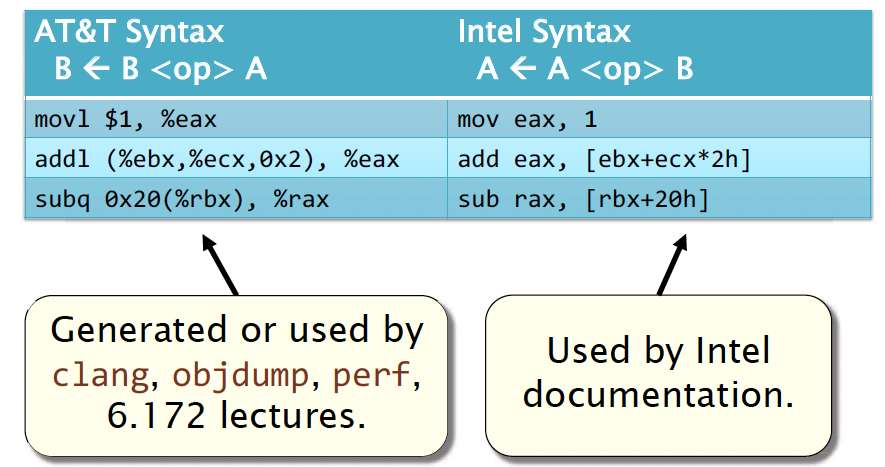 AT&T Syntax
B ← B <op> A
Intel Syntax
A ← A <op> B
movl $1, %eax
mov eax, 1
addl (%ebx,%ecx,0x2), %eax
add eax, [ebx+ecx*2h]
subq 0x20(%rbx), %rax
sub rax, [rbx+20h]
Generated or used by
clang, objdump, perf,
6.172 lectures.
Used by Intel
documentation.